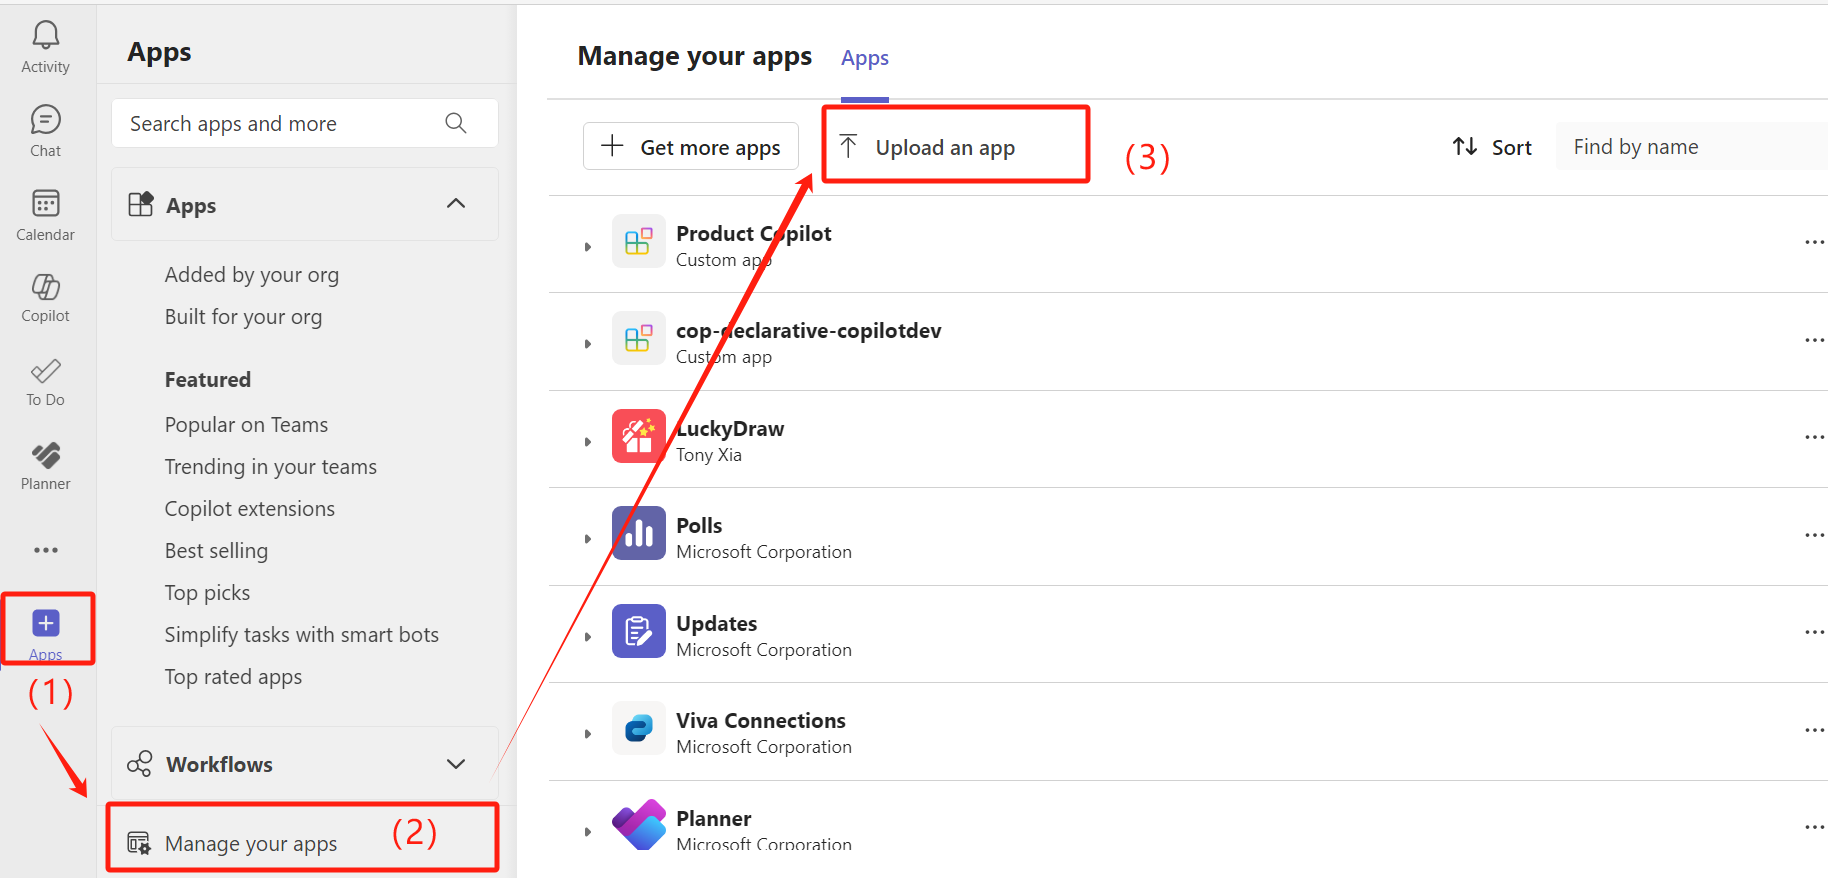 Activity
Chat
Calendar
Copilot
To Do
Planner
Apps
(1)
Apps
Search apps and more
Apps
Added by your org
Built for your org
Featured
Popular on Teams
Trending in your teams
Copilot extensions
Best selling
Top picks
Simplify tasks with smart bots
Top rated apps
Workflows
Manage your apps (2)
Manage your apps Apps
Get more apps Upload an app (3) Sort Find by name
Product Copilot
Custom app
cop-declarative-copilotdev
Custom app
LuckyDraw
Tony Xia
Polls
Microsoft Corporation
Updates
Microsoft Corporation
Viva Connections
Microsoft Corporation
Planner
Microsoft Corporation